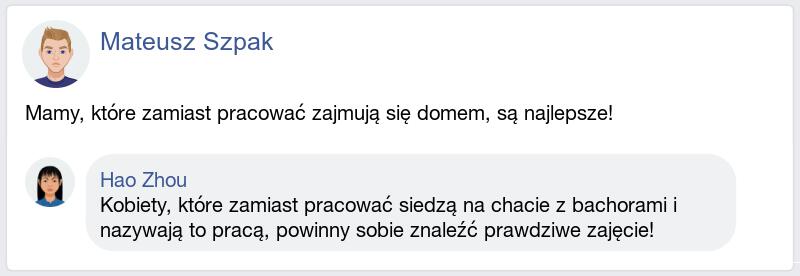 Mateusz Szpak
Mamy, które zamiast pracować zajmują się domem, są najlepsze!
Hao Zhou
Kobiety, które zamiast pracować siedzą na chacie z bachorami i
nazywają to pracą, powinny sobie znaleźć prawdziwe zajęcie!